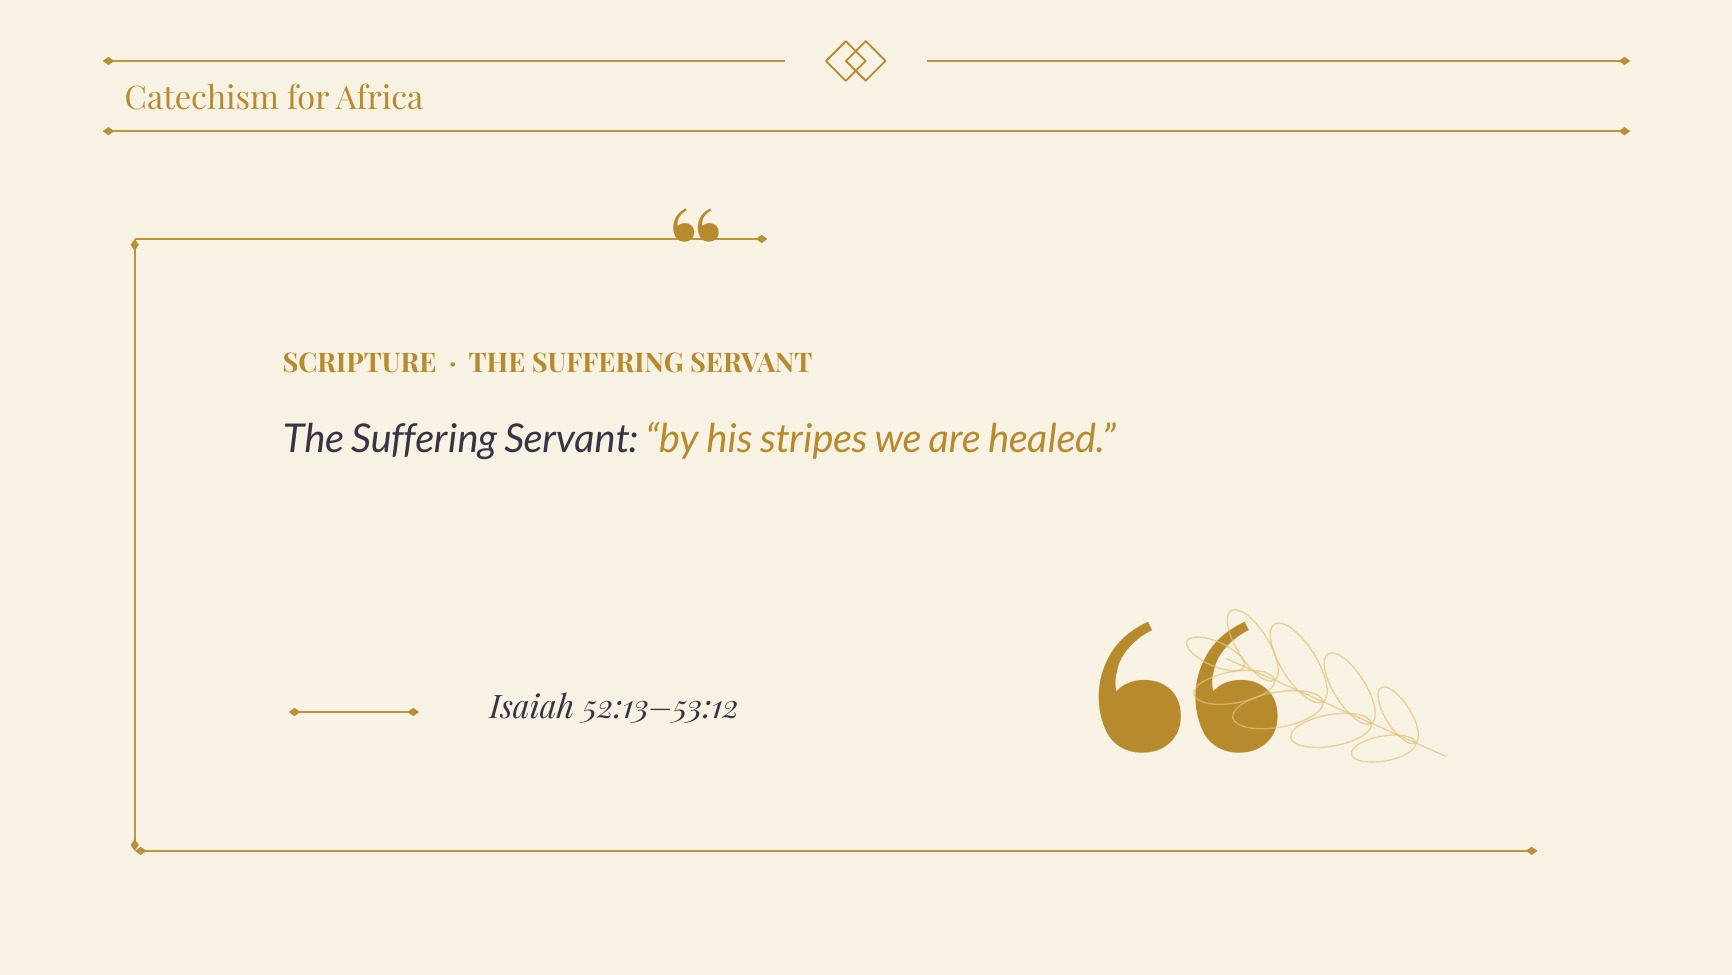 Catechism for Africa
SCRIPTURE · THE SUFFERING SERVANT
The Suffering Servant: “by his stripes we are healed.”
Isaiah 52:13–53:12